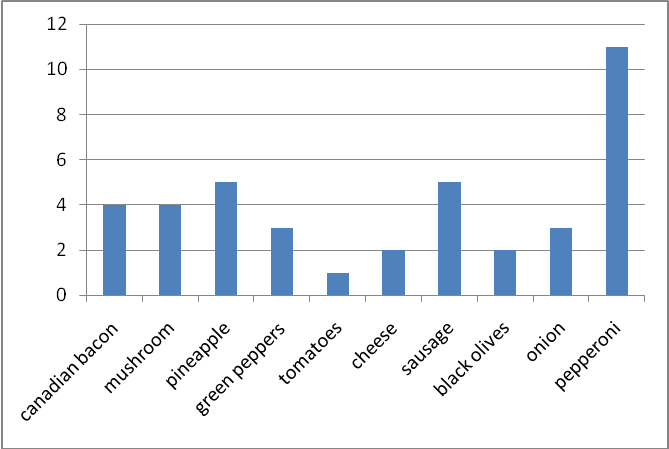 12
10
8
6
4
2
0
canadian bacon
mushroom
pineapple
green peppers
tomatoes
cheese
sausage
black olives
onion
pepperoni